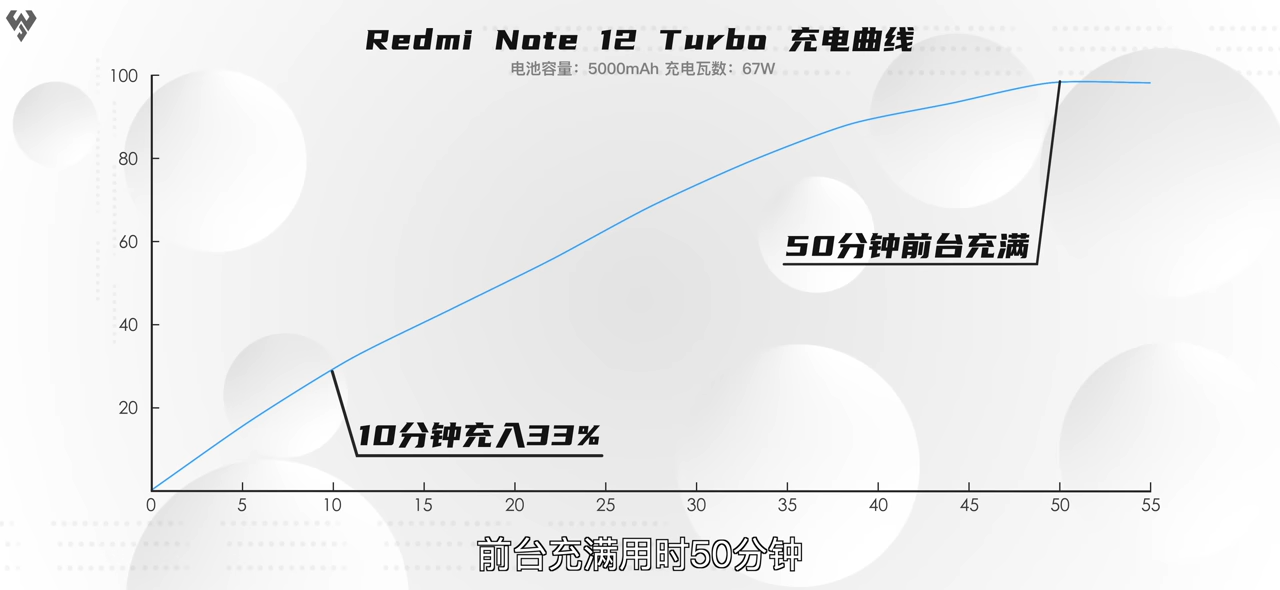 Redmi Note 12 Turbo 充电曲线
电池容量：5000mAh 充电瓦数：67W
100
80
60
50分钟前台充满
40
20
10分钟充入33%
0 5 10 15 20 25 30 35 40 45 50 55
前台充满用时50分钟